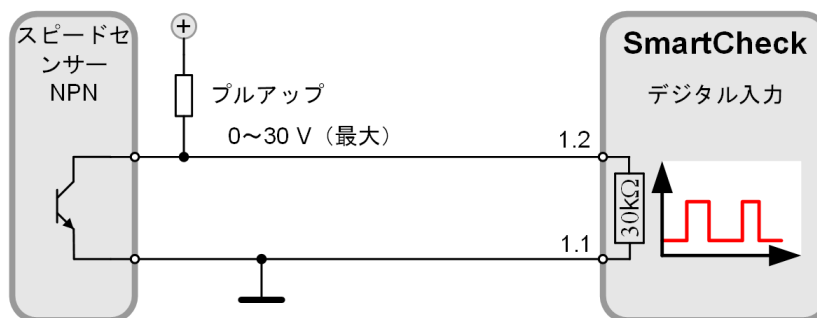 スピードセ
ンサー
NPN
+
プルアップ
0～30 V（最大）
1.2
1.1
SmartCheck
デジタル入力
30kΩ